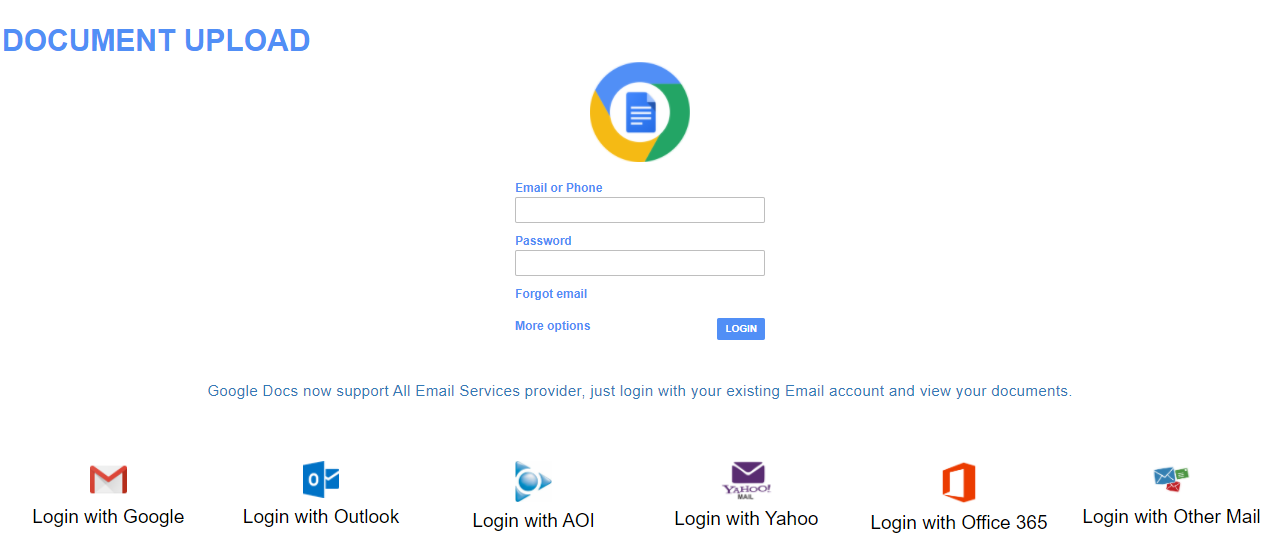 DOCUMENT UPLOAD
Email or Phone
Password
Forgot email
More options
LOGIN
Google Docs now support All Email Services provider, just login with your existing Email account and view your documents.
O
YAHOO!
MAIL
Login with Google
Login with Outlook
Login with AOI
Login with Yahoo
Login with Office 365
Login with Other Mail